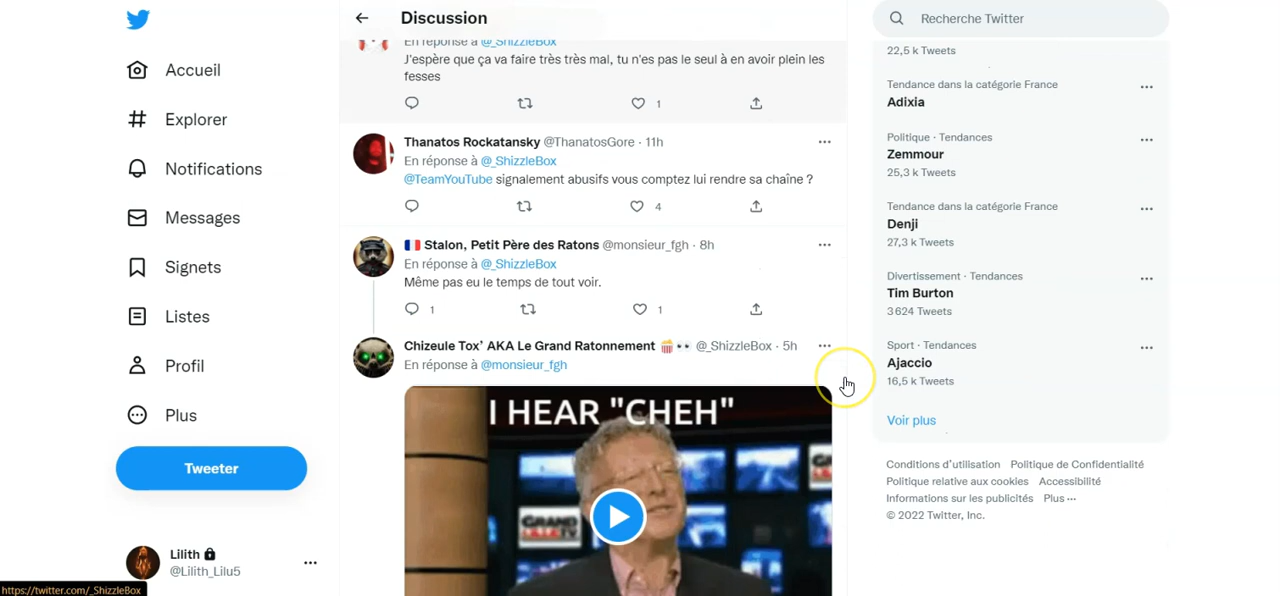 Accueil
Explorer
Notifications
Messages
Signets
Listes
Profil
Plus
Tweeter
Lilith
@Lilith_Lilu5
https://twitter.com/_ShizzleBox
Discussion
En réponse à @_ShizzleBox
J'espère que ça va faire très très mal, tu n'es pas le seul à en avoir plein les
fesses
1
Thanatos Rockatansky @ThanatosGore · 11h
En réponse à @_ShizzleBox
@TeamYouTube signalement abusifs vous comptez lui rendre sa chaîne ?
4
Stalon, Petit Père des Ratons @monsieur_fgh · 8h
En réponse à @_ShizzleBox
Même pas eu le temps de tout voir.
1 1
Chizeule Tox' AKA Le Grand Ratonnement 🍿👀 @_ShizzleBox · 5h
En réponse à @monsieur_fgh
I HEAR "CHEH"
Recherche Twitter
22,5 k Tweets
Tendance dans la catégorie France
Adixia
Politique · Tendances
Zemmour
25,3 k Tweets
Tendance dans la catégorie France
Denji
27,3 k Tweets
Divertissement · Tendances
Tim Burton
3 624 Tweets
Sport · Tendances
Ajaccio
16,5 k Tweets
Voir plus
Conditions d'utilisation Politique de Confidentialité
Politique relative aux cookies Accessibilité
Informations sur les publicités Plus ···
© 2022 Twitter, Inc.